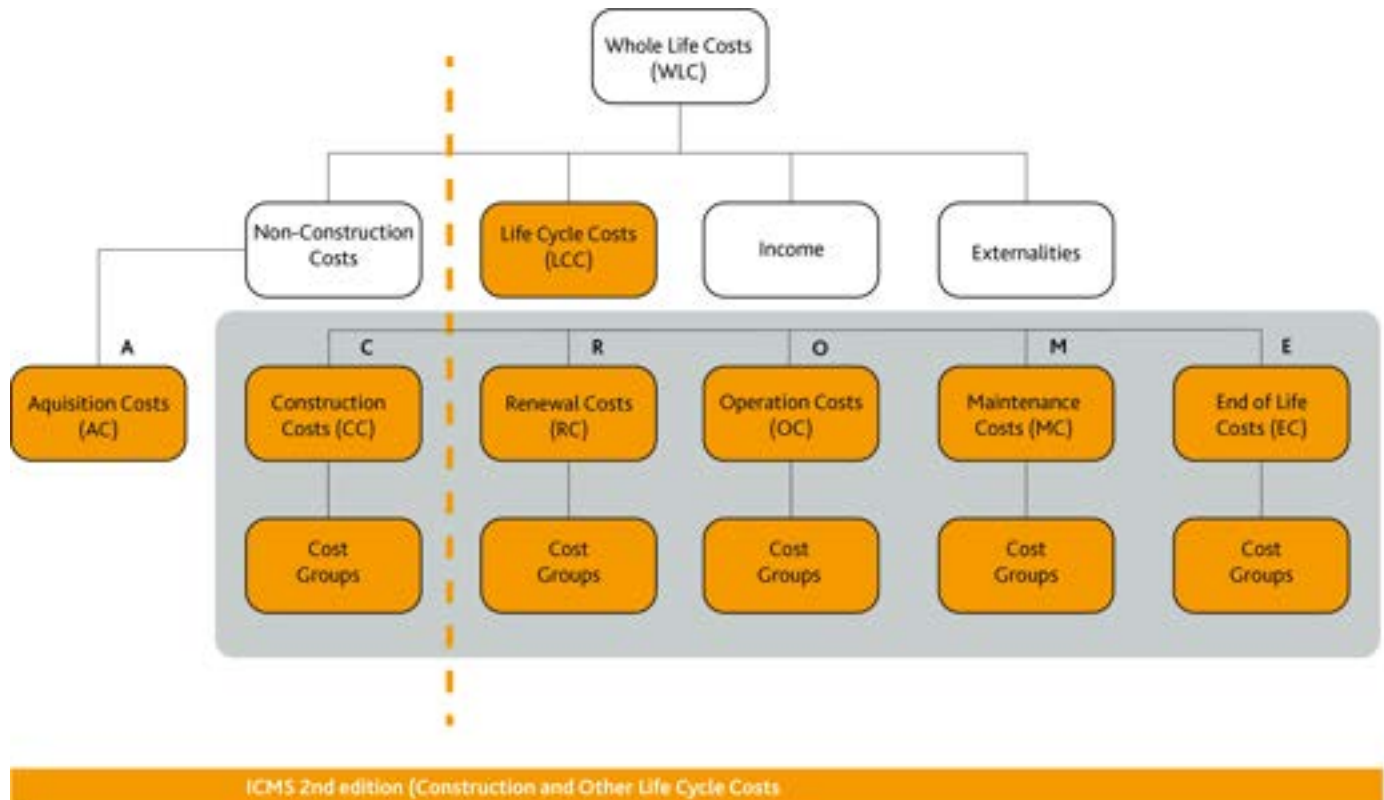 Whole Life Costs
(WLC)
Non-Construction
Costs
Life Cycle Costs
(LCC)
Income
Externalities
A
C
R
O
M
E
Aquisition Costs
(AC)
Construction
Costs (CC)
Renewal Costs
(RC)
Operation Costs
(OC)
Maintenance
Costs (MC)
End of Life
Costs (EC)
Cost
Groups
Cost
Groups
Cost
Groups
Cost
Groups
Cost
Groups
ICMS 2nd edition (Construction and Other Life Cycle Costs